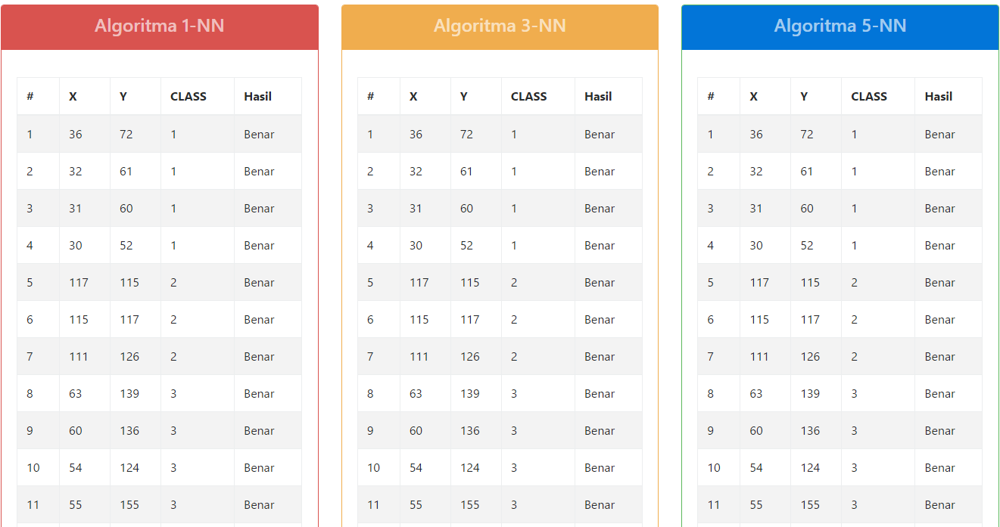 Algoritma 1-NN
# X Y CLASS Hasil
1 36 72 1 Benar
2 32 61 1 Benar
3 31 60 1 Benar
4 30 52 1 Benar
5 117 115 2 Benar
6 115 117 2 Benar
7 111 126 2 Benar
8 63 139 3 Benar
9 60 136 3 Benar
10 54 124 3 Benar
11 55 155 3 Benar
Algoritma 3-NN
# X Y CLASS Hasil
1 36 72 1 Benar
2 32 61 1 Benar
3 31 60 1 Benar
4 30 52 1 Benar
5 117 115 2 Benar
6 115 117 2 Benar
7 111 126 2 Benar
8 63 139 3 Benar
9 60 136 3 Benar
10 54 124 3 Benar
11 55 155 3 Benar
Algoritma 5-NN
# X Y CLASS Hasil
1 36 72 1 Benar
2 32 61 1 Benar
3 31 60 1 Benar
4 30 52 1 Benar
5 117 115 2 Benar
6 115 117 2 Benar
7 111 126 2 Benar
8 63 139 3 Benar
9 60 136 3 Benar
10 54 124 3 Benar
11 55 155 3 Benar